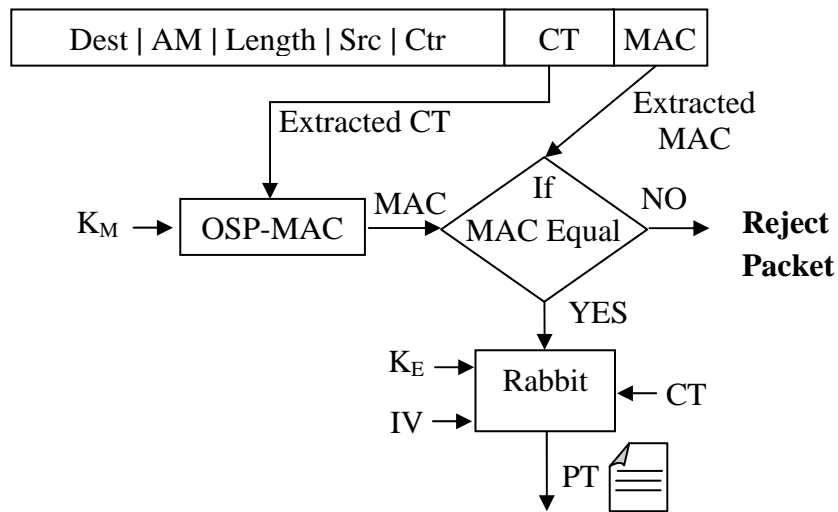 Dest | AM | Length | Src | Ctr
CT
MAC
Extracted CT
Extracted
MAC
K_M
OSP-MAC
MAC
If
MAC Equal
NO
Reject
Packet
YES
K_E
Rabbit
CT
IV
PT